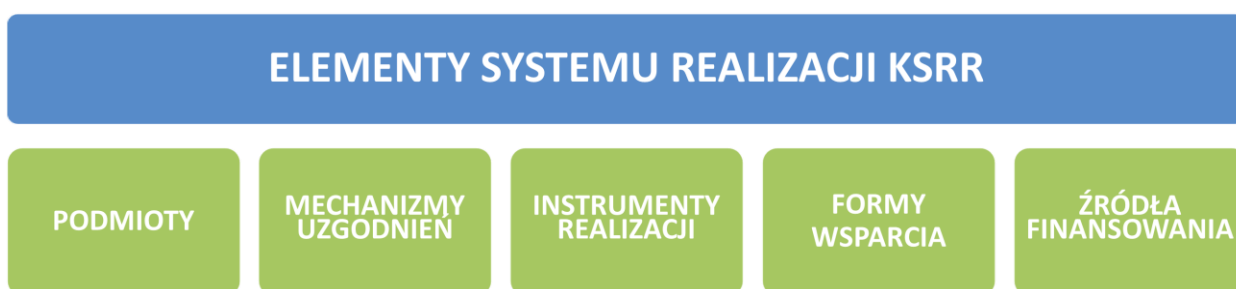 ELEMENTY SYSTEMU REALIZACJI KSRR
PODMIOTY
MECHANIZMY
UZGODNIEŃ
INSTRUMENTY
REALIZACJI
FORMY
WSPARCIA
ŹRÓDŁA
FINANSOWANIA